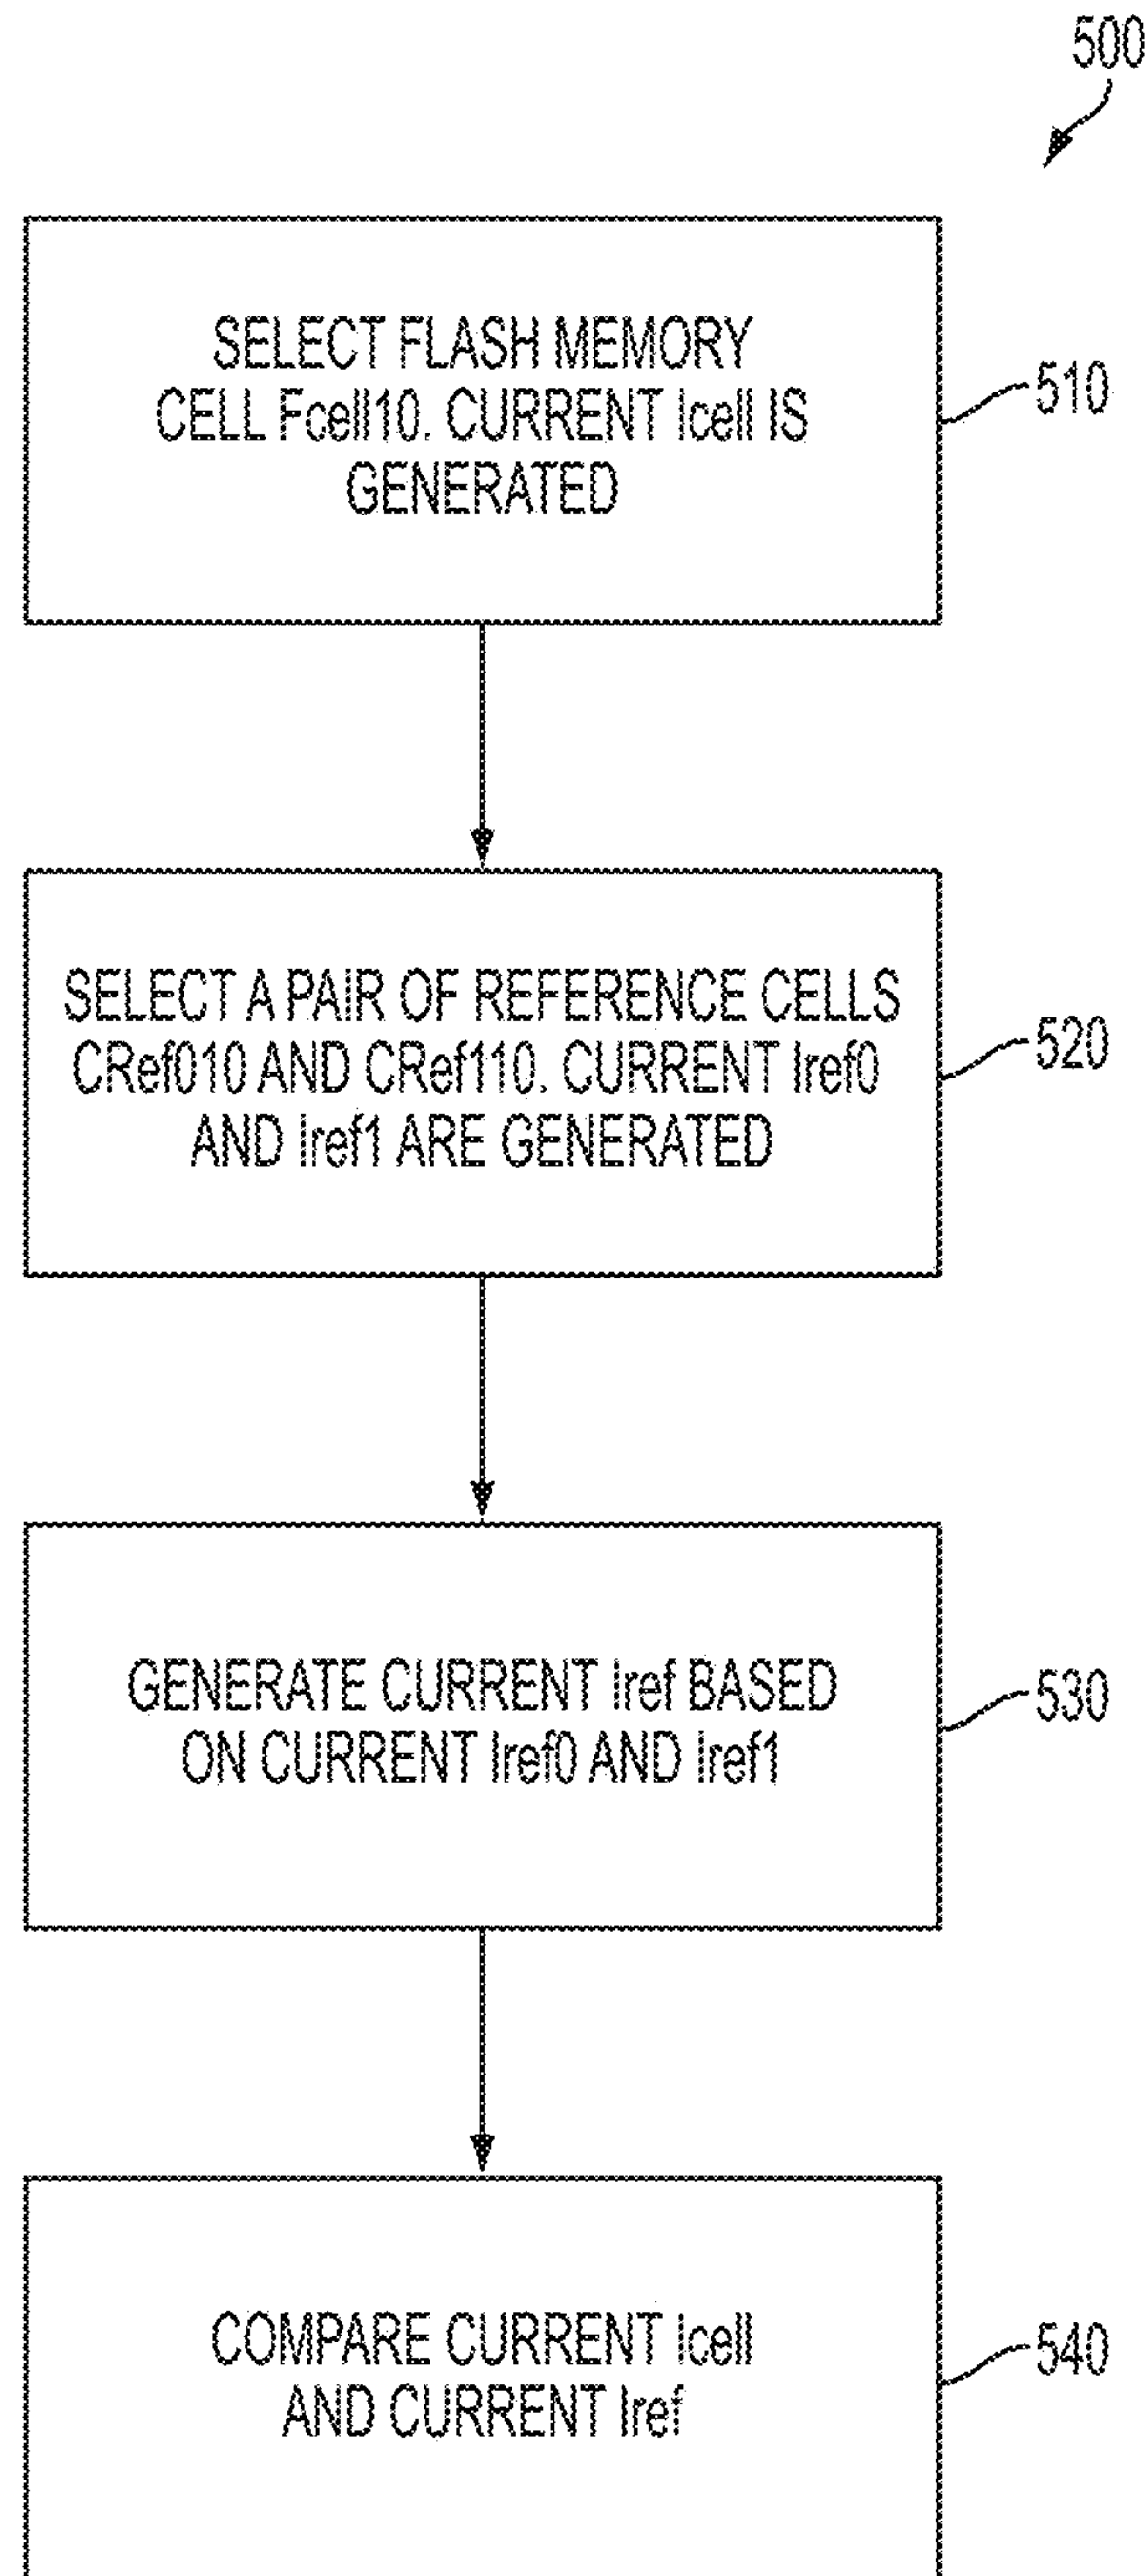 500
SELECT FLASH MEMORY
CELL Fcell10. CURRENT Icell IS
GENERATED
510
SELECT A PAIR OF REFERENCE CELLS
CRef010 AND CRef110. CURRENT Iref0
AND Iref1 ARE GENERATED
520
GENERATE CURRENT Iref BASED
ON CURRENT Iref0 AND Iref1
530
COMPARE CURRENT Icell
AND CURRENT Iref
540